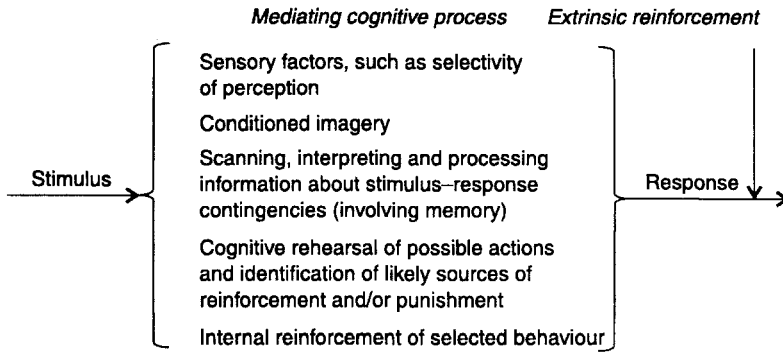 Mediating cognitive process Extrinsic reinforcement
Sensory factors, such as selectivity
of perception
Conditioned imagery
Scanning, interpreting and processing
information about stimulus–response
contingencies (involving memory)
Stimulus
Response
Cognitive rehearsal of possible actions
and identification of likely sources of
reinforcement and/or punishment
Internal reinforcement of selected behaviour